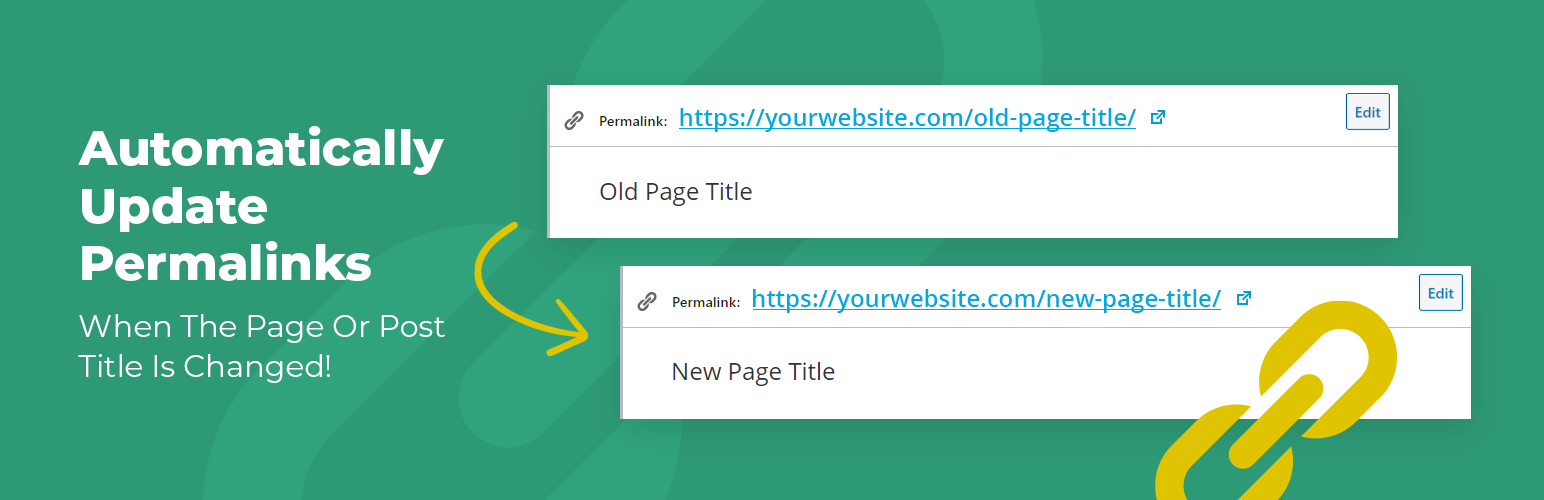 Automatically
Update
Permalinks
When The Page Or Post
Title Is Changed!
Permalink: https://yourwebsite.com/old-page-title/ Edit
Old Page Title
Permalink: https://yourwebsite.com/new-page-title/ Edit
New Page Title